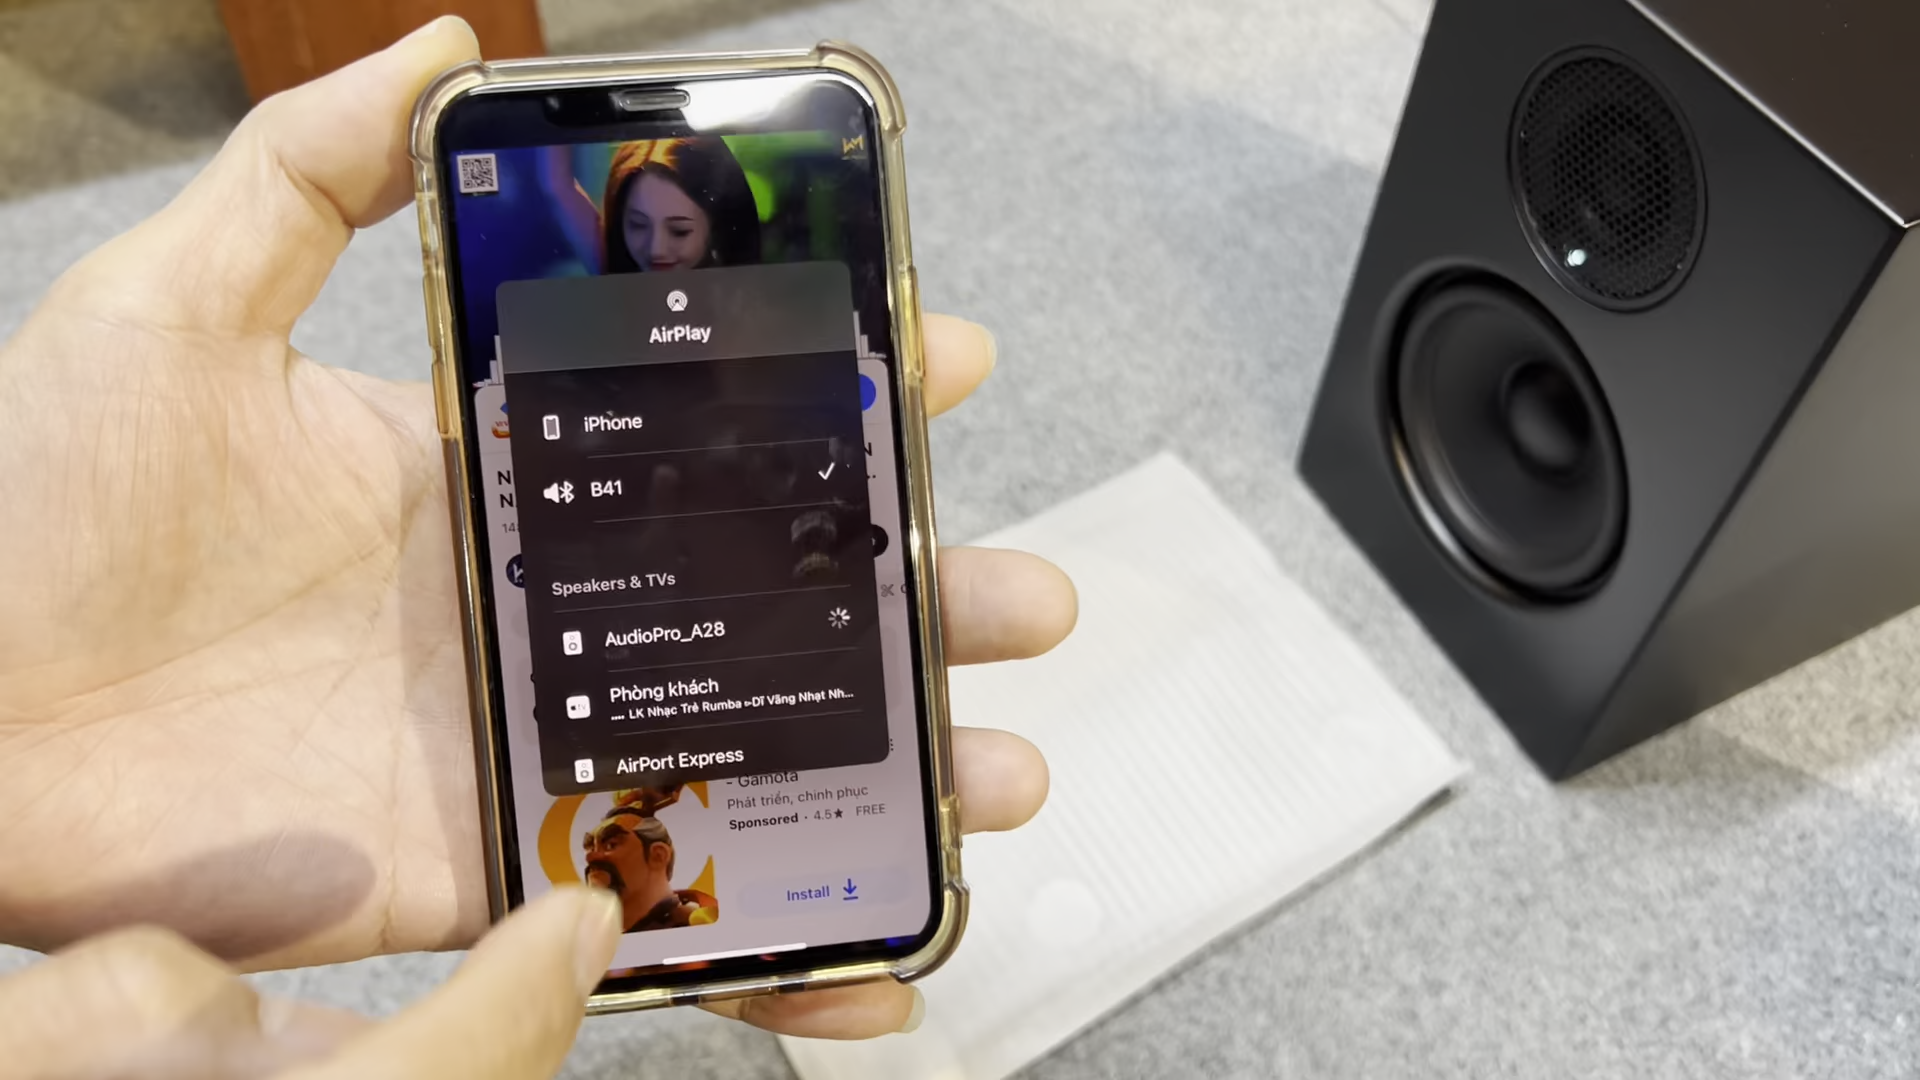 AirPlay
iPhone
B41
Speakers & TVs
AudioPro_A28
Phòng khách
.... LK Nhạc Trẻ Rumba ▻Dĩ Vãng Nhạt Nh...
AirPort Express
- Gamota
Phát triển, chinh phục
Sponsored · 4.5★ FREE
Install